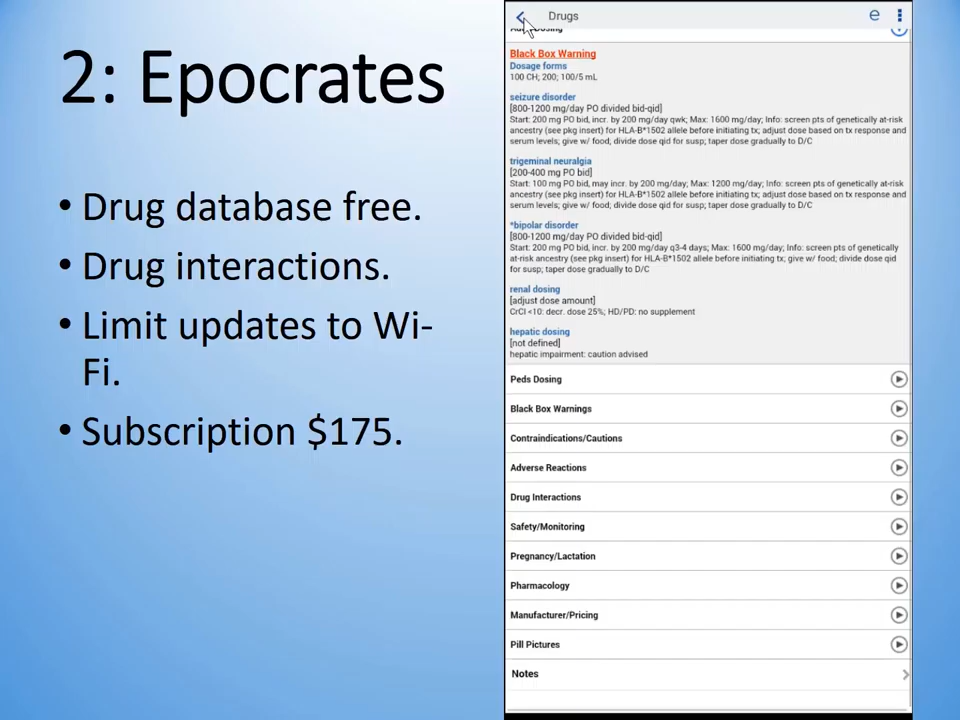 2: Epocrates
• Drug database free.
• Drug interactions.
• Limit updates to Wi-
Fi.
• Subscription $175.
Drugs
Black Box Warning
Dosage forms
100 CH; 200; 100/5 mL
seizure disorder
[800-1200 mg/day PO divided bid-qid]
Start: 200 mg PO bid, incr. by 200 mg/day qwk; Max: 1600 mg/day; Info: screen pts of genetically at-risk
ancestry (see pkg insert) for HLA-B*1502 allele before initiating tx; adjust dose based on tx response and
serum levels; give w/ food; divide dose qid for susp; taper dose gradually to D/C
trigeminal neuralgia
[200-400 mg PO bid]
Start: 100 mg PO bid, may incr. by 200 mg/day; Max: 1200 mg/day; Info: screen pts of genetically at-risk
ancestry (see pkg insert) for HLA-B*1502 allele before initiating tx; adjust dose based on tx response and
serum levels; give w/ food; divide dose qid for susp; taper dose gradually to D/C
*bipolar disorder
[800-1200 mg/day PO divided bid-qid]
Start: 200 mg PO bid, incr. by 200 mg/day q3-4 days; Max: 1600 mg/day; Info: screen pts of genetically
at-risk ancestry (see pkg insert) for HLA-B*1502 allele before initiating tx; give w/ food; divide dose qid
for susp; taper dose gradually to D/C
renal dosing
[adjust dose amount]
CrCl <10: decr. dose 25%; HD/PD: no supplement
hepatic dosing
[not defined]
hepatic impairment: caution advised
Peds Dosing
Black Box Warnings
Contraindications/Cautions
Adverse Reactions
Drug Interactions
Safety/Monitoring
Pregnancy/Lactation
Pharmacology
Manufacturer/Pricing
Pill Pictures
Notes